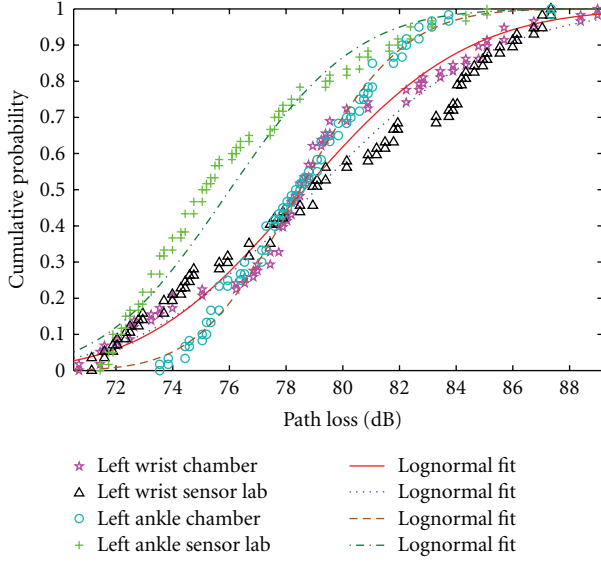 1
0.9
0.8
0.7
0.6
0.5
0.4
0.3
0.2
0.1
0
Cumulative probability
72 74 76 78 80 82 84 86 88
Path loss (dB)
Left wrist chamber Lognormal fit
Left wrist sensor lab Lognormal fit
Left ankle chamber Lognormal fit
Left ankle sensor lab Lognormal fit